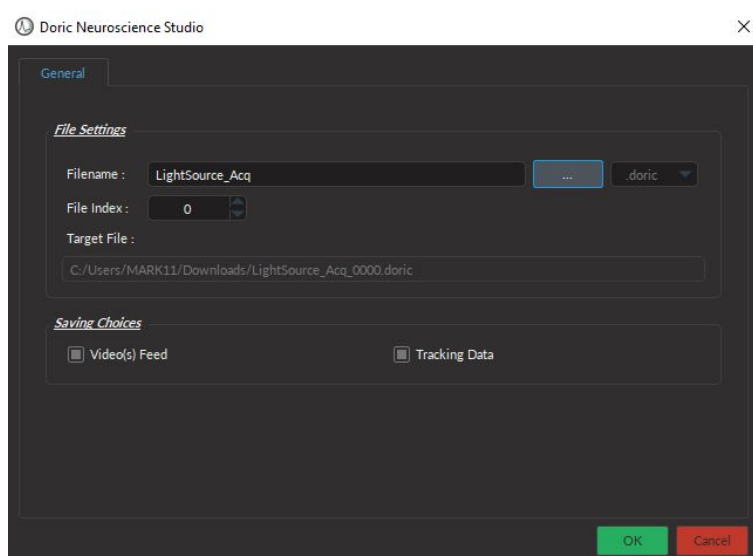 Doric Neuroscience Studio
General
File Settings
Filename : LightSource_Acq ... .doric
File Index : 0
Target File :
C:/Users/MARK11/Downloads/LightSource_Acq_0000.doric
Saving Choices
Video(s) Feed Tracking Data
OK Cancel